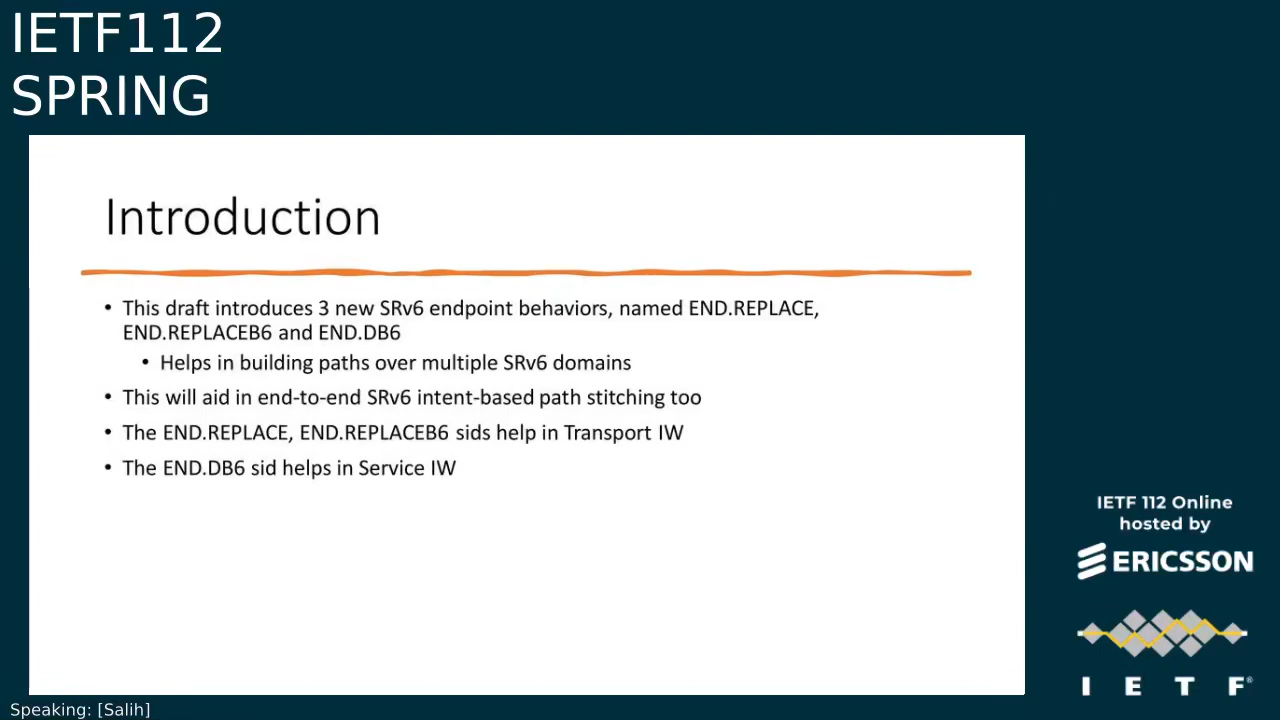 IETF112
SPRING
Introduction
• This draft introduces 3 new SRv6 endpoint behaviors, named END.REPLACE,
END.REPLACEB6 and END.DB6
• Helps in building paths over multiple SRv6 domains
• This will aid in end-to-end SRv6 intent-based path stitching too
• The END.REPLACE, END.REPLACEB6 sids help in Transport IW
• The END.DB6 sid helps in Service IW
IETF 112 Online
hosted by
ERICSSON
I E T F®
Speaking: [Salih]